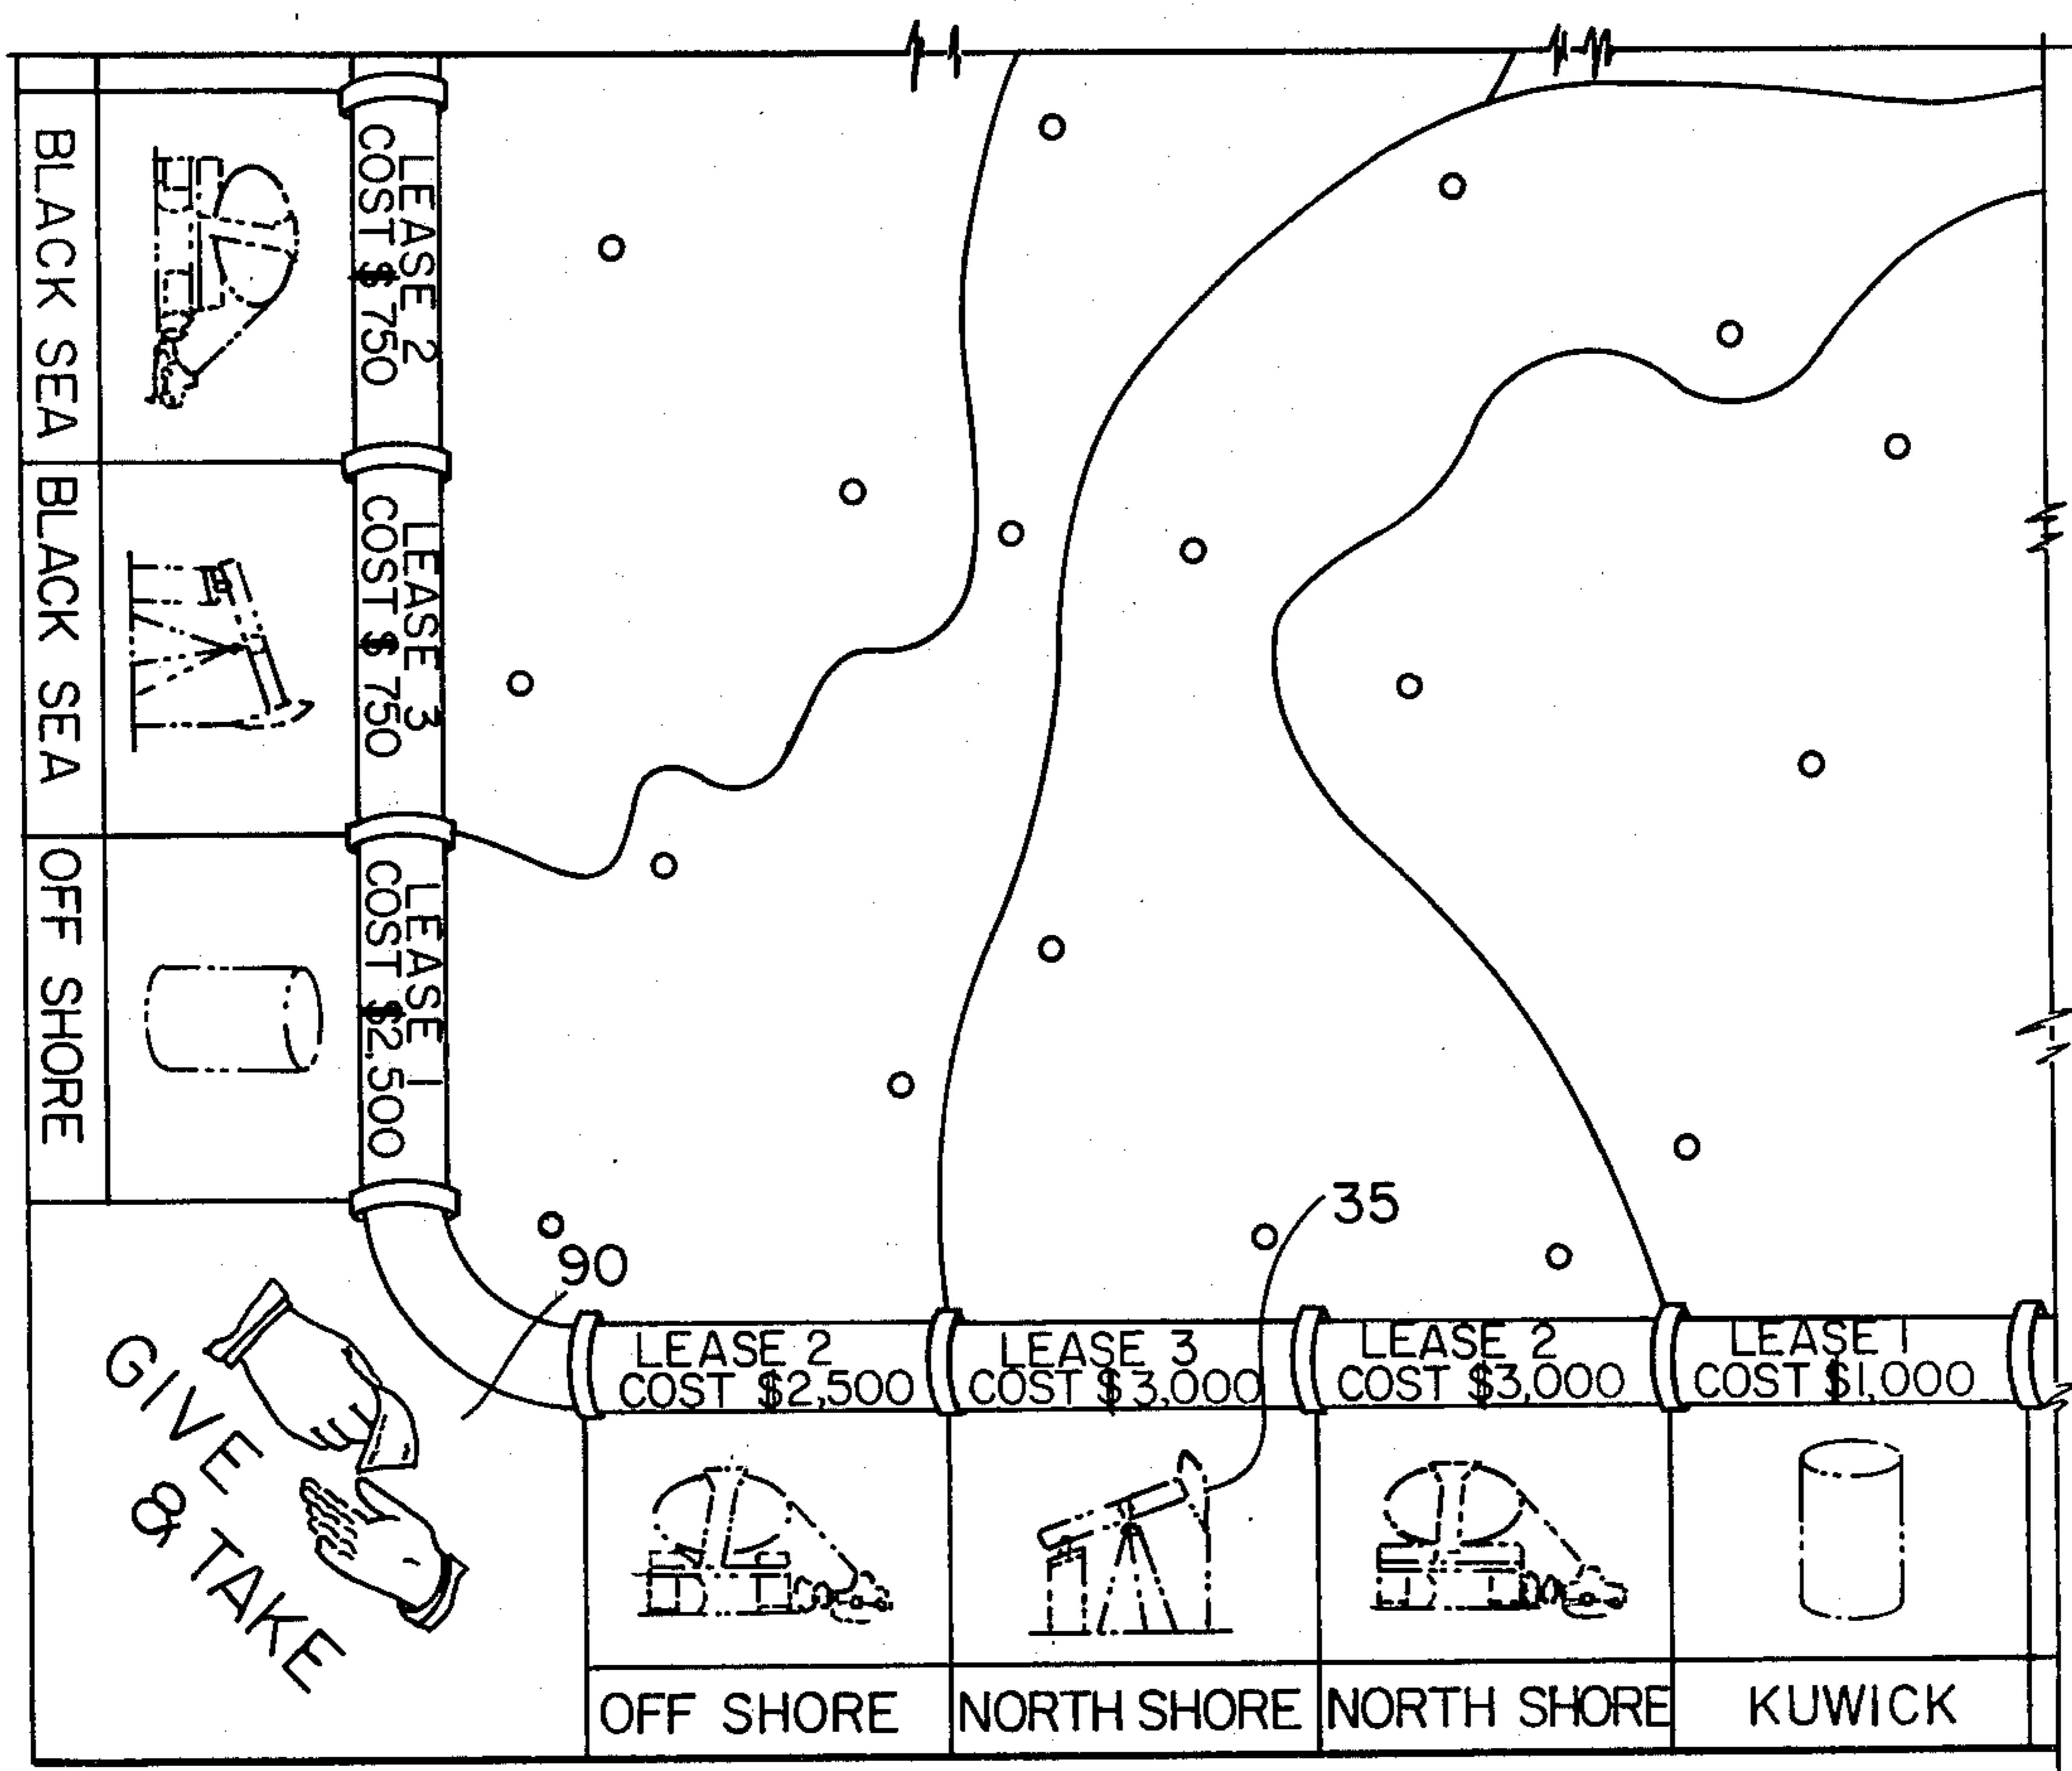 BLACK SEA
LEASE 2
COST $ 750
BLACK SEA
LEASE 3
COST $ 750
OFF SHORE
LEASE 1
COST $2,500
90
35
GIVE
& TAKE
LEASE 2
COST $2,500
OFF SHORE
LEASE 3
COST $3,000
NORTH SHORE
LEASE 2
COST $3,000
NORTH SHORE
LEASE 1
COST $1,000
KUWICK